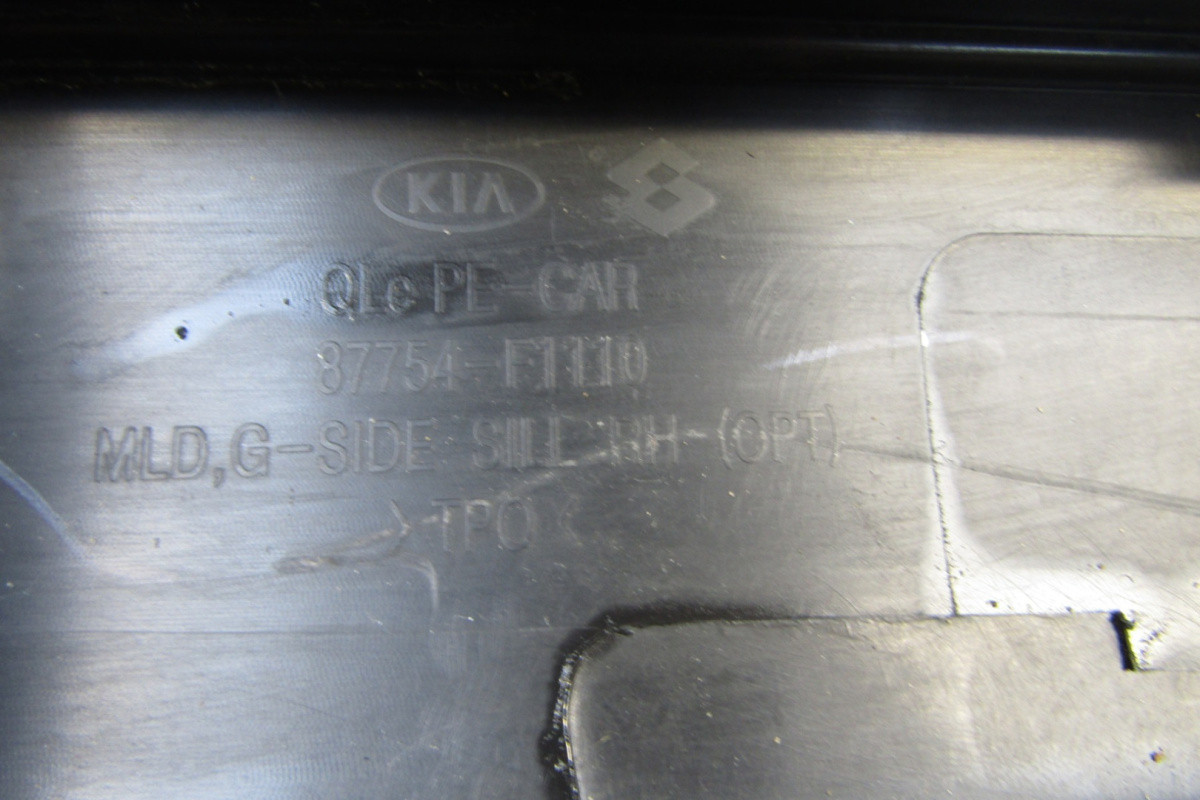 KIA
QLe PE-CAR
87754-F1110
MLD,G-SIDE SILL RH-(OPT)
>TPO<